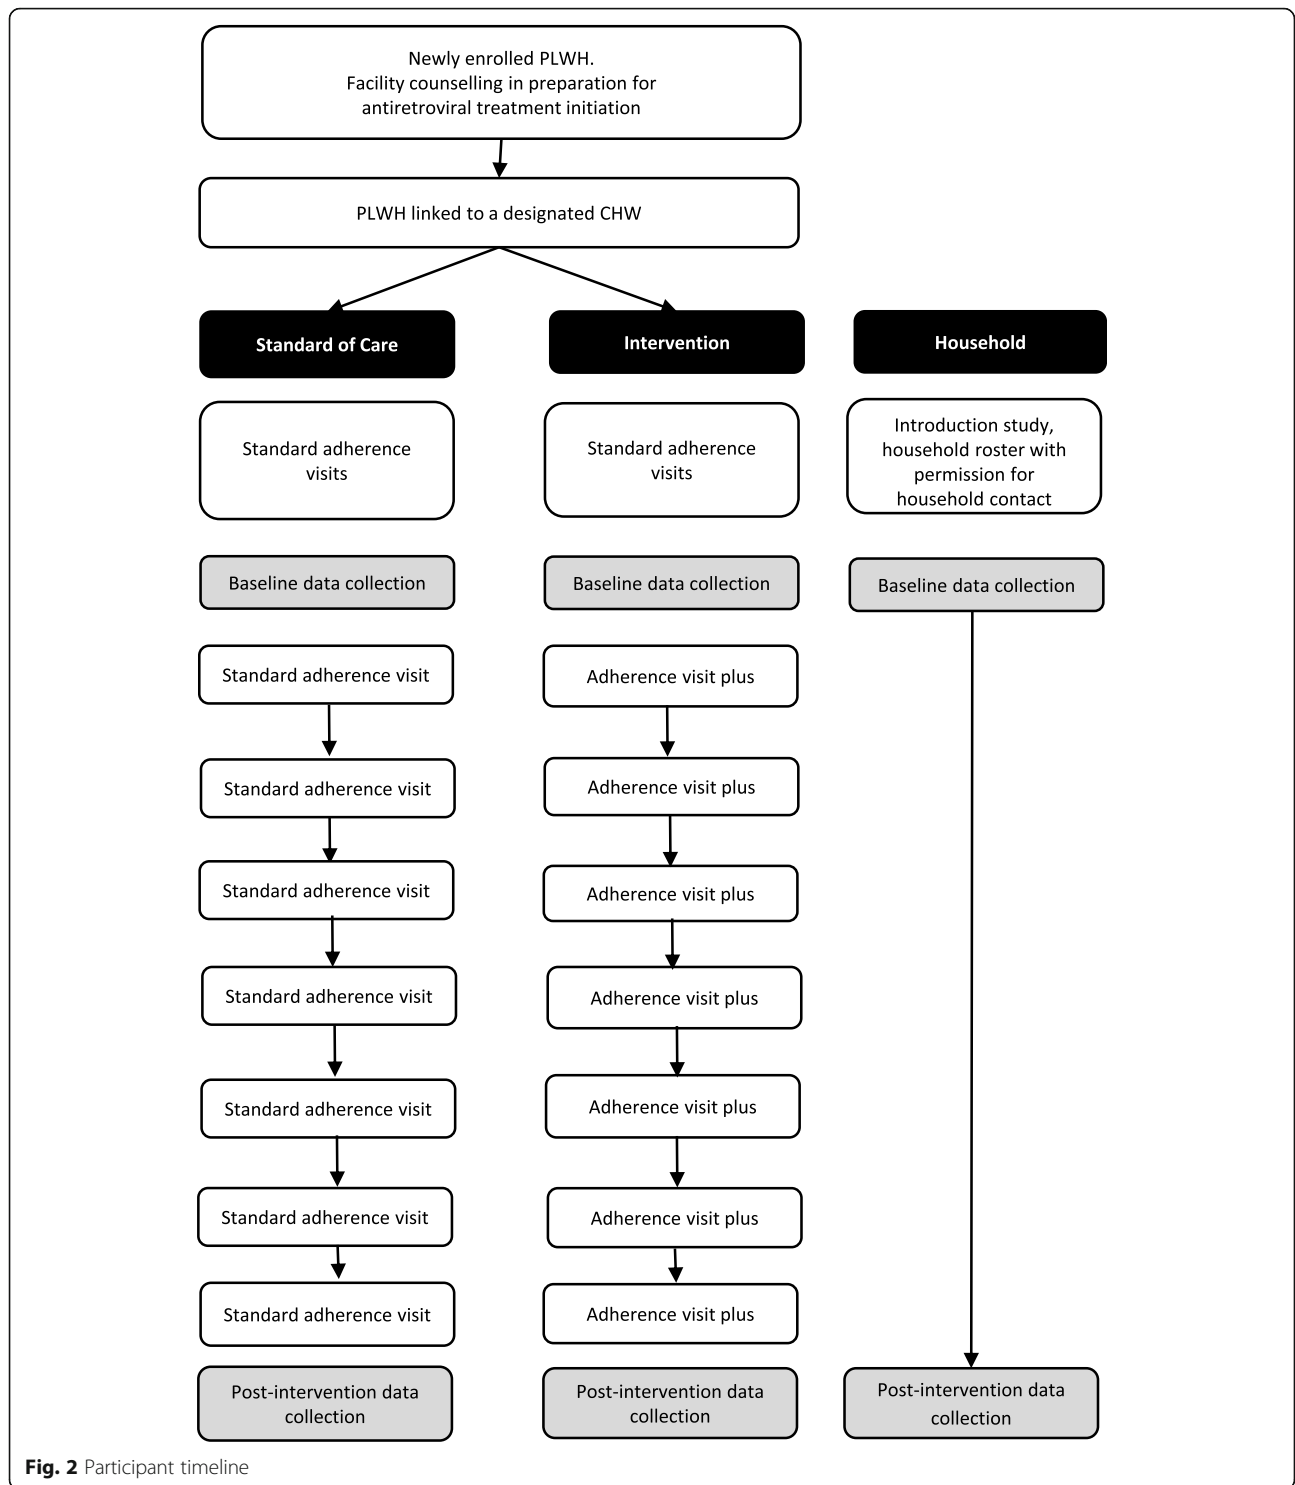 Newly enrolled PLWH.
Facility counselling in preparation for
antiretroviral treatment initiation
PLWH linked to a designated CHW
Standard of Care
Intervention
Household
Standard adherence
visits
Standard adherence
visits
Introduction study,
household roster with
permission for
household contact
Baseline data collection
Baseline data collection
Baseline data collection
Standard adherence visit
Adherence visit plus
Standard adherence visit
Adherence visit plus
Standard adherence visit
Adherence visit plus
Standard adherence visit
Adherence visit plus
Standard adherence visit
Adherence visit plus
Standard adherence visit
Adherence visit plus
Standard adherence visit
Adherence visit plus
Post-intervention data
collection
Post-intervention data
collection
Post-intervention data
collection
Fig. 2 Participant timeline